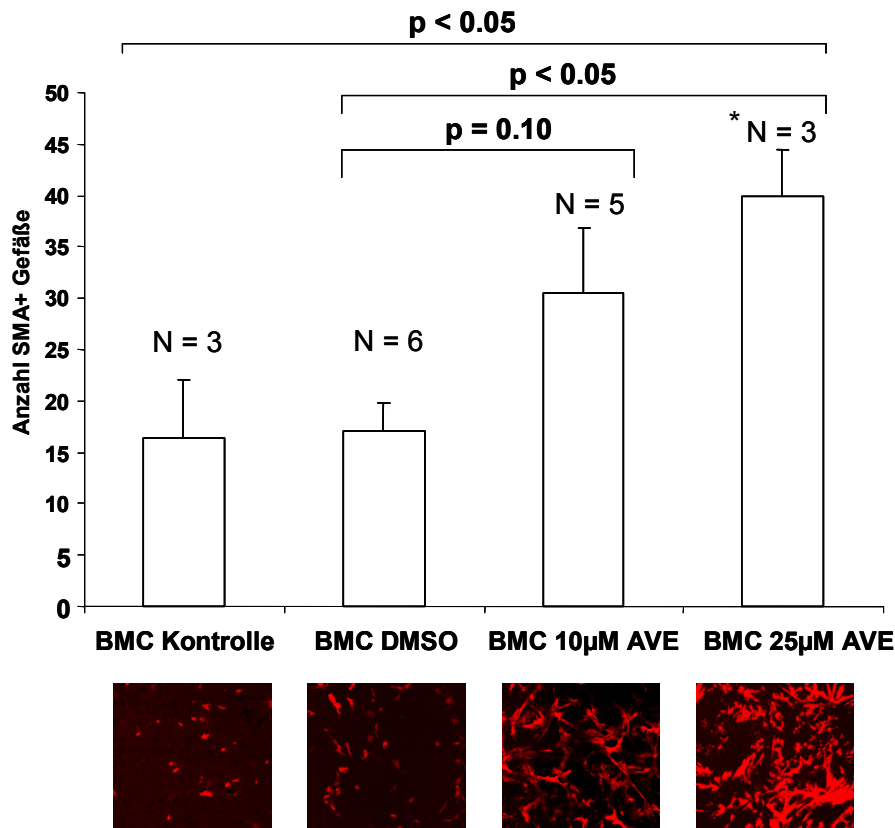 p < 0.05
p < 0.05
p = 0.10
* N = 3
N = 5
N = 3
N = 6
Anzahl SMA+ Gefäße
50
45
40
35
30
25
20
15
10
5
0
BMC Kontrolle
BMC DMSO
BMC 10µM AVE
BMC 25µM AVE